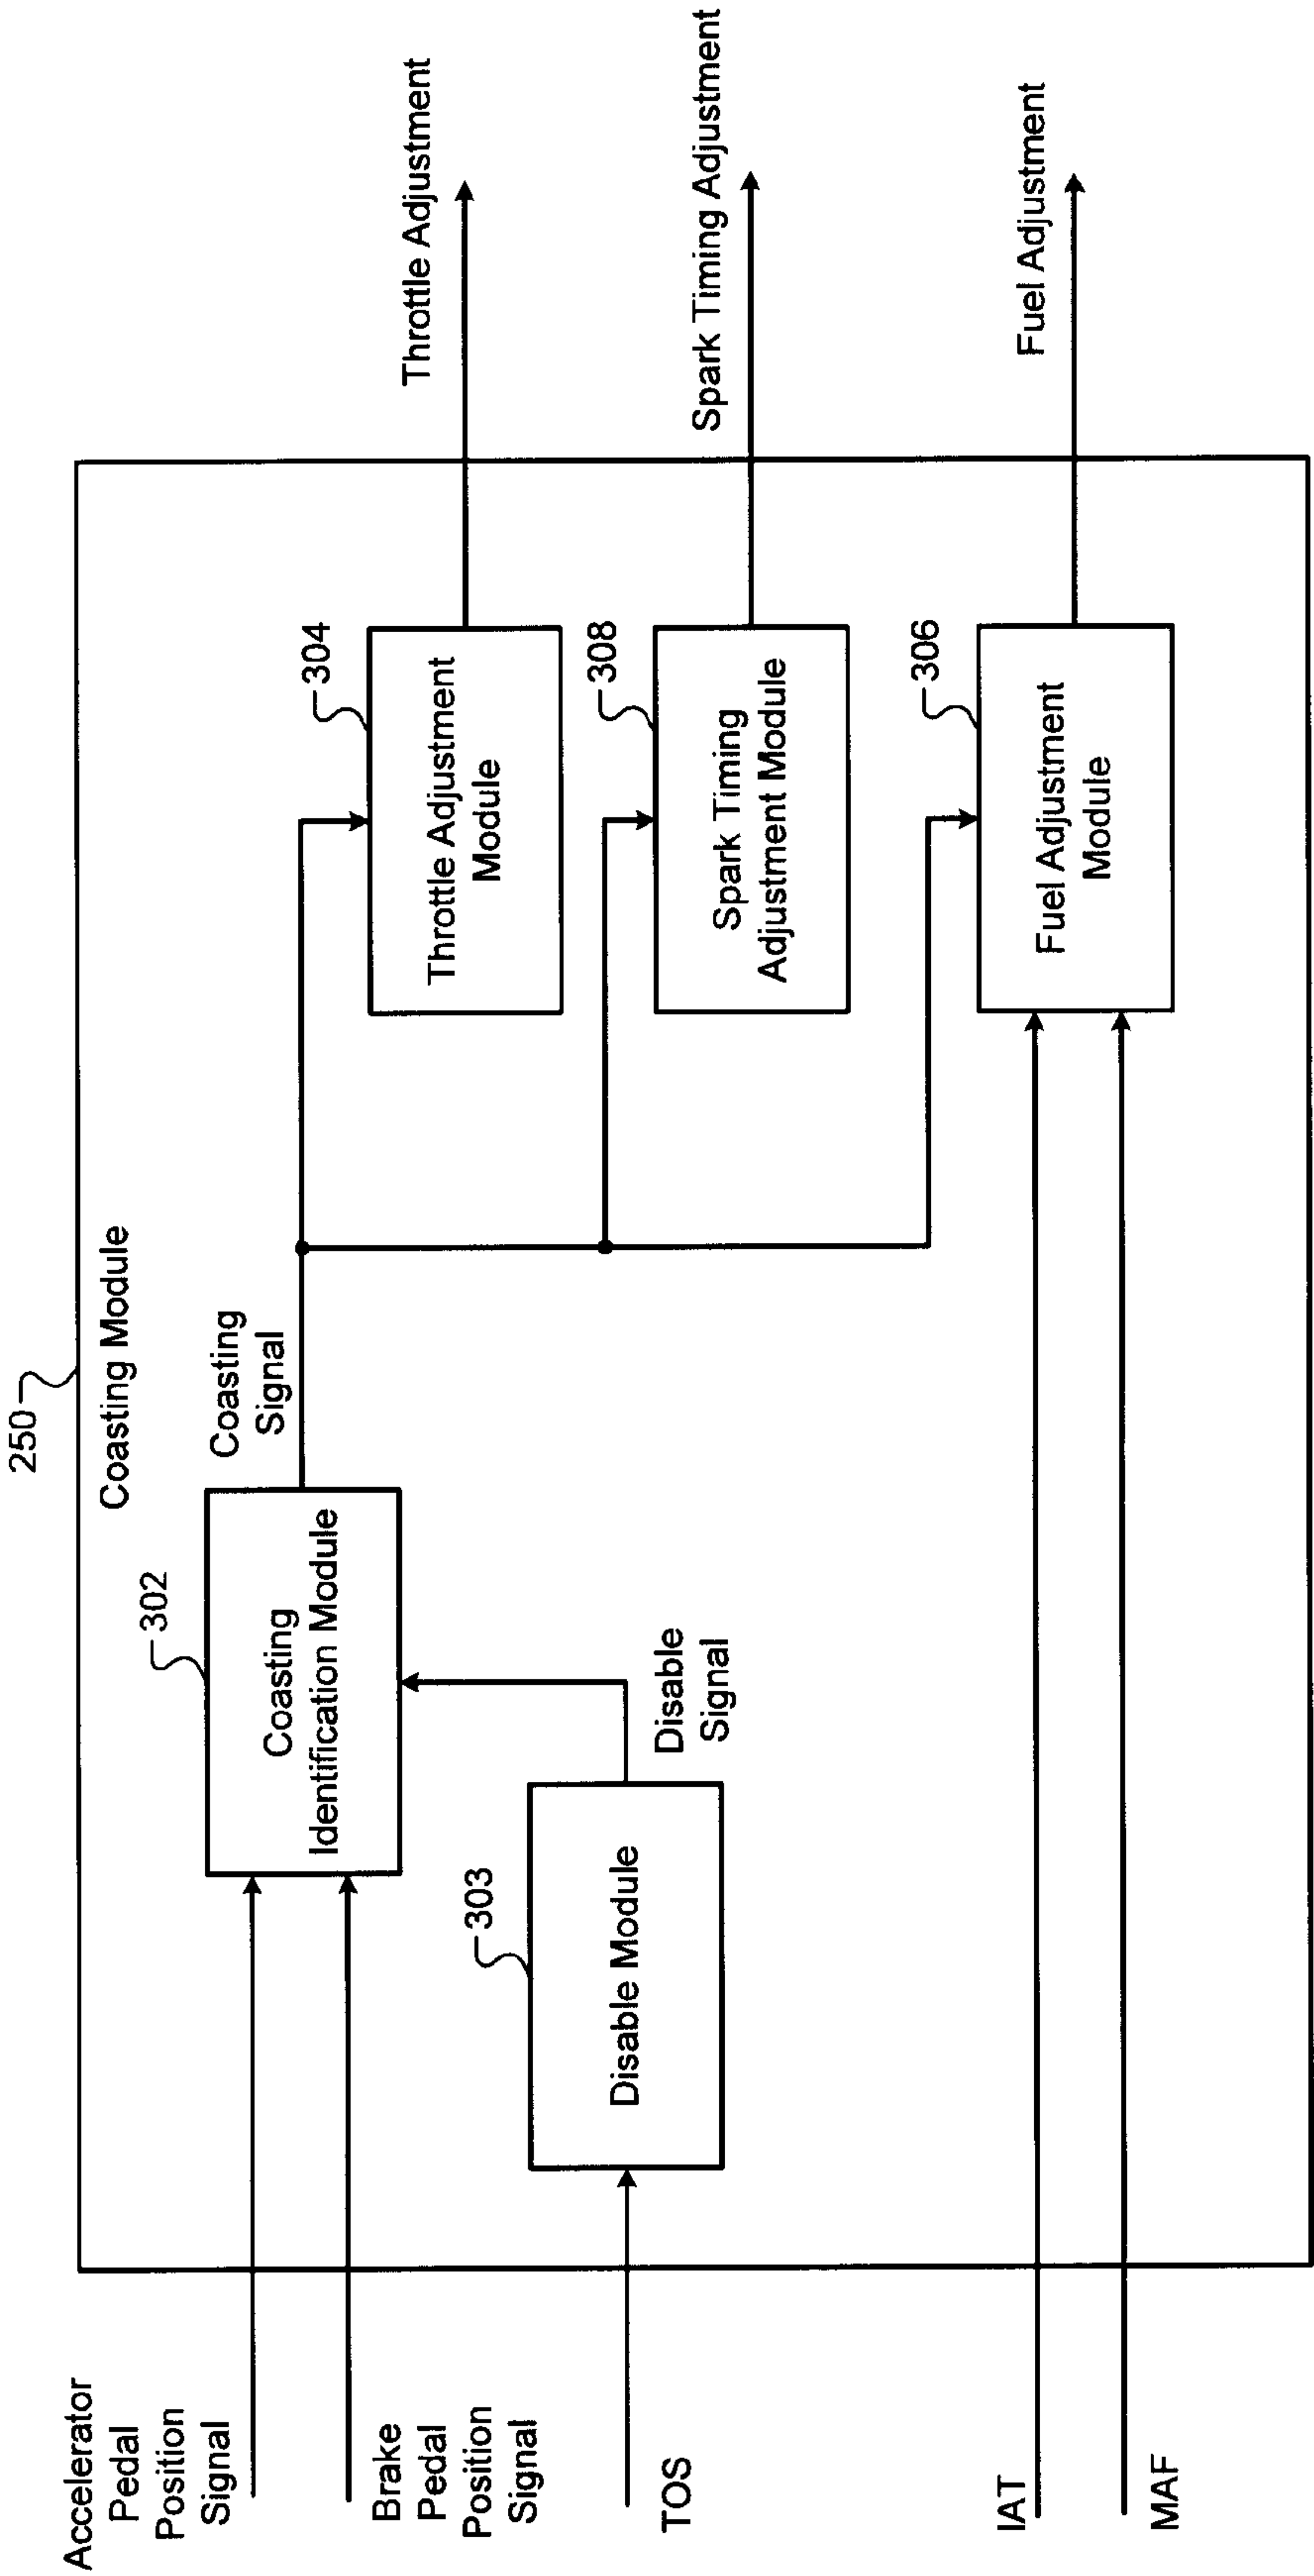 250
Coasting Module
Accelerator
Pedal
Position
Signal
Brake
Pedal
Position
Signal
TOS
IAT
MAF
302
Coasting
Identification Module
303
Disable Module
Disable
Signal
Coasting
Signal
304
Throttle Adjustment
Module
308
Spark Timing
Adjustment Module
306
Fuel Adjustment
Module
Throttle Adjustment
Spark Timing Adjustment
Fuel Adjustment